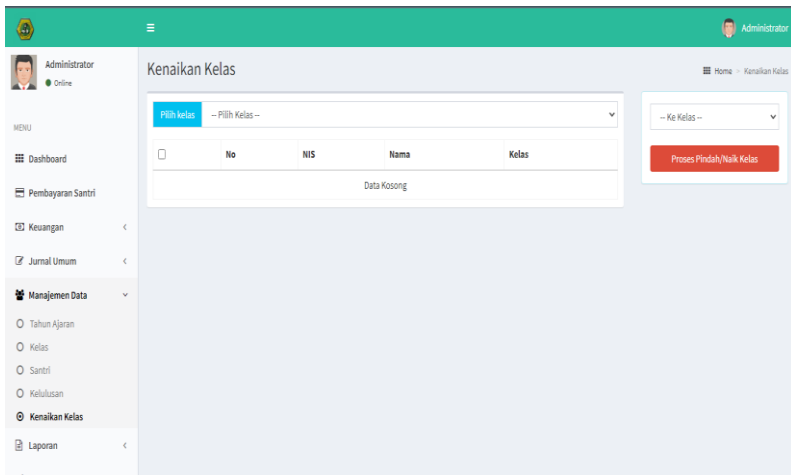 Administrator
Administrator
Online
Kenaikan Kelas
Home > Kenaikan Kelas
MENU
Dashboard
Pembayaran Santri
Keuangan
Jurnal Umum
Manajemen Data
Tahun Ajaran
Kelas
Santri
Kelulusan
Kenaikan Kelas
Laporan
Pilih kelas
-- Pilih Kelas --
No NIS Nama Kelas
Data Kosong
-- Ke Kelas --
Proses Pindah/Naik Kelas